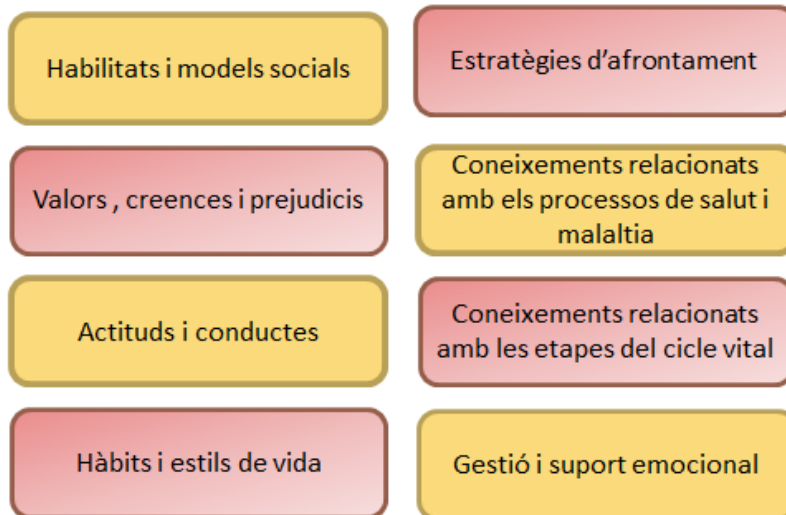 Habilitats i models socials
Estratègies d’afrontament
Valors , creences i prejudicis
Coneixements relacionats
amb els processos de salut i
malaltia
Actituds i conductes
Coneixements relacionats
amb les etapes del cicle vital
Hàbits i estils de vida
Gestió i suport emocional